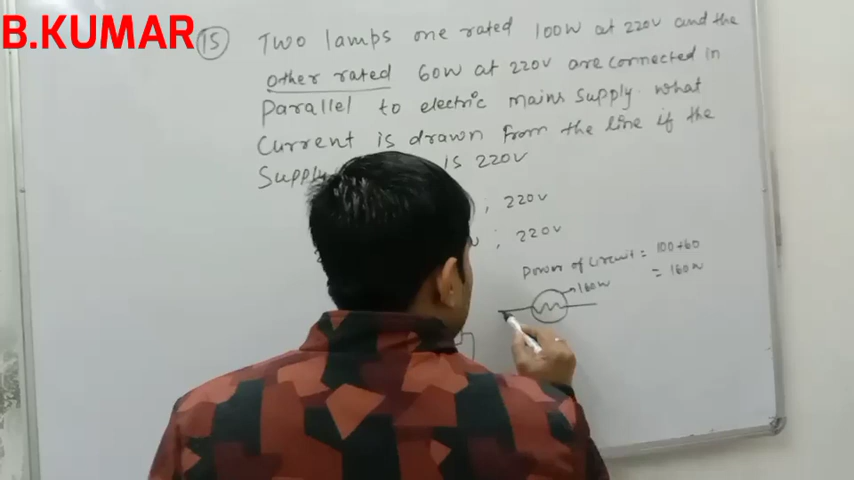 B.KUMAR
15 Two lamps one rated 100W at 220V and the
other rated 60W at 220V are connected in
Parallel to electric mains supply. what
Current is drawn from the line if the
Supply is 220V
; 220V
; 220V
Power of circuit = 100+60
= 160W
160W